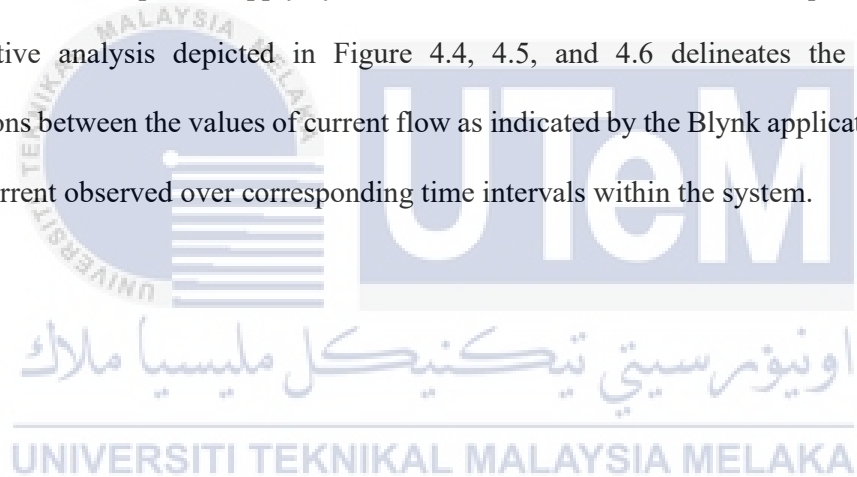 tive analysis depicted in Figure 4.4, 4.5, and 4.6 delineates the
ons between the values of current flow as indicated by the Blynk applicat
rrent observed over corresponding time intervals within the system.
UTeM
اونيۏرسيتي تيكنيكل مليسيا ملاك
UNIVERSITI TEKNIKAL MALAYSIA MELAKA